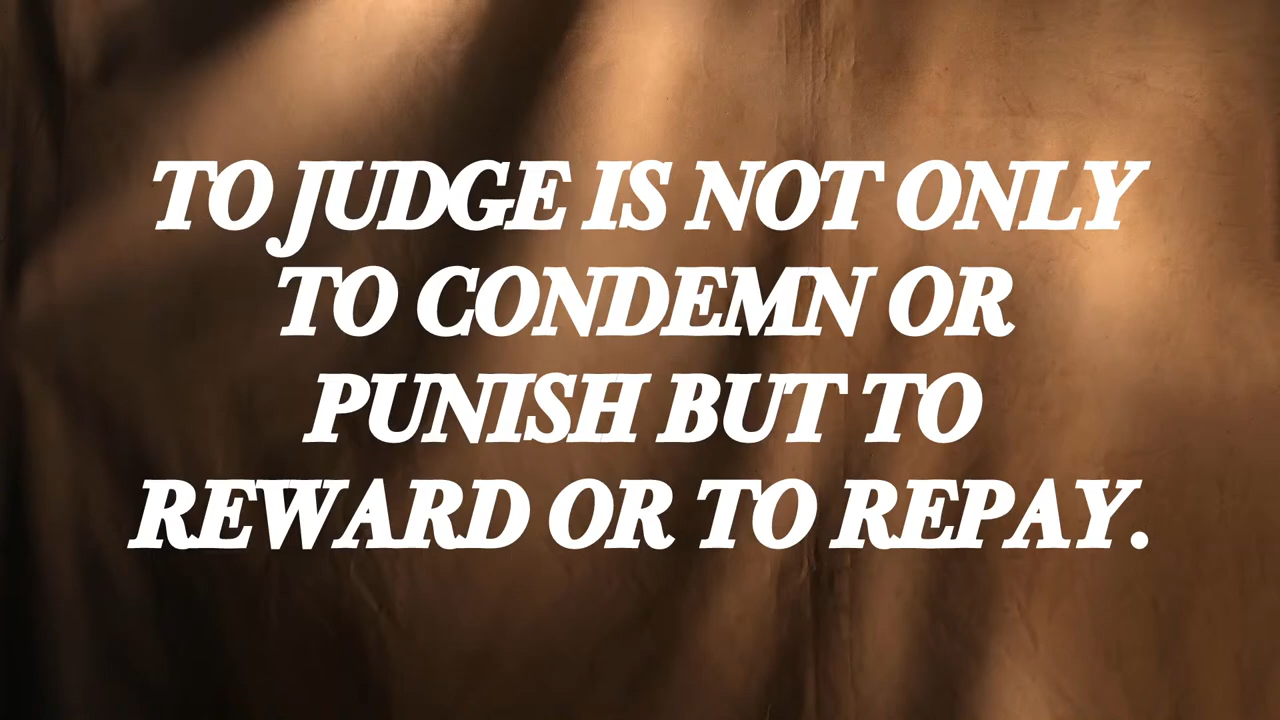 TO JUDGE IS NOT ONLY
TO CONDEMN OR
PUNISH BUT TO
REWARD OR TO REPAY.